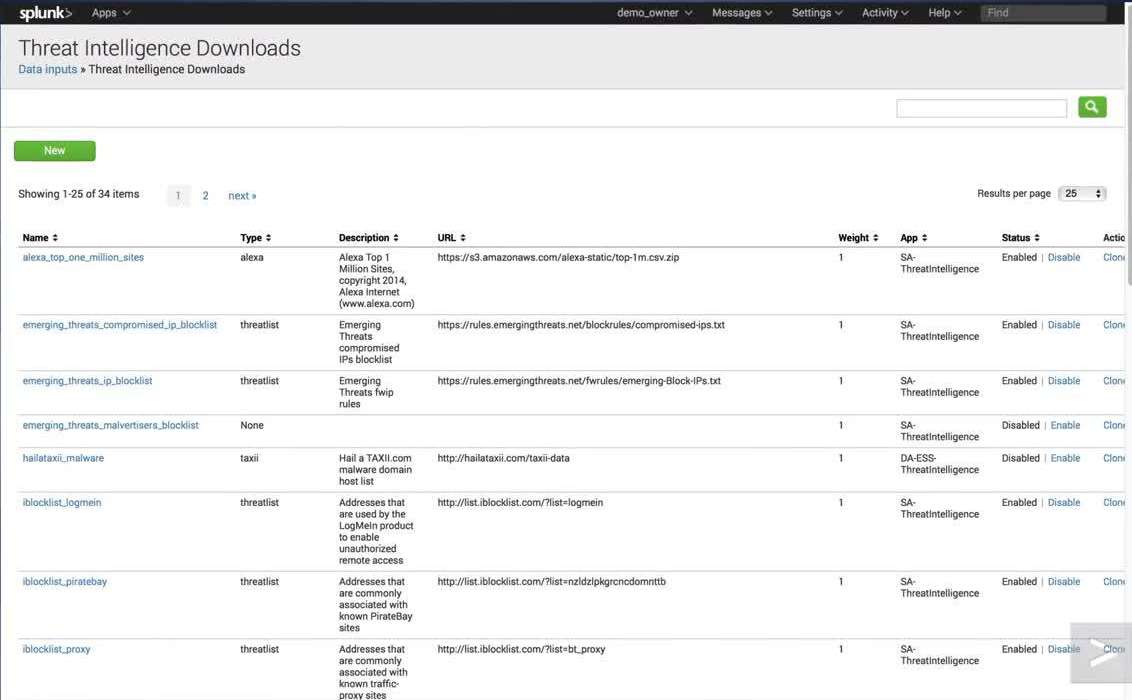 splunk> Apps demo_owner Messages Settings Activity Help Find
Threat Intelligence Downloads
Data inputs » Threat Intelligence Downloads
New
Showing 1-25 of 34 items 1 2 next » Results per page 25
Name Type Description URL Weight App Status Actio
alexa_top_one_million_sites alexa Alexa Top 1 https://s3.amazonaws.com/alexa-static/top-1m.csv.zip 1 SA- Enabled | Disable Clone
Million Sites, ThreatIntelligence
copyright 2014,
Alexa Internet
(www.alexa.com)
emerging_threats_compromised_ip_blocklist threatlist Emerging https://rules.emergingthreats.net/blockrules/compromised-ips.txt 1 SA- Enabled | Disable Clone
Threats ThreatIntelligence
compromised
IPs blocklist
emerging_threats_ip_blocklist threatlist Emerging https://rules.emergingthreats.net/fwrules/emerging-Block-IPs.txt 1 SA- Enabled | Disable Clone
Threats fwip ThreatIntelligence
rules
emerging_threats_malvertisers_blocklist None 1 SA- Disabled | Enable Clone
ThreatIntelligence
hailataxii_malware taxii Hail a TAXII.com http://hailataxii.com/taxii-data 1 DA-ESS- Disabled | Enable Clone
malware domain ThreatIntelligence
host list
iblocklist_logmein threatlist Addresses that http://list.iblocklist.com/?list=logmein 1 SA- Enabled | Disable Clone
are used by the ThreatIntelligence
LogMeIn product
to enable
unauthorized
remote access
iblocklist_piratebay threatlist Addresses that http://list.iblocklist.com/?list=nzldzlpkgrcncdomnttb 1 SA- Enabled | Disable Clone
are commonly ThreatIntelligence
associated with
known PirateBay
sites
iblocklist_proxy threatlist Addresses that http://list.iblocklist.com/?list=bt_proxy 1 SA- Enabled | Disable Clone
are commonly ThreatIntelligence
associated with
known traffic-
proxy sites